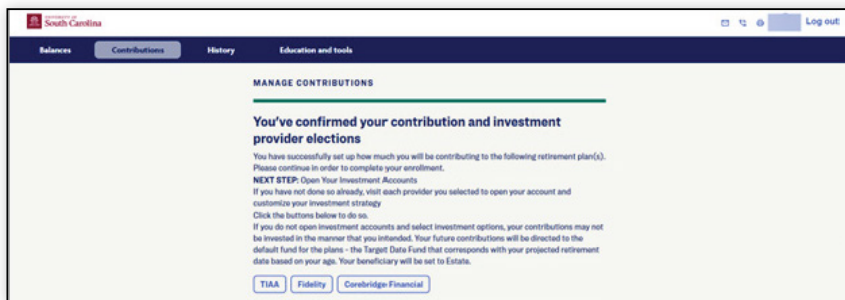 UNIVERSITY OF
South Carolina
Log out
Balances Contributions History Education and tools
MANAGE CONTRIBUTIONS
You've confirmed your contribution and investment
provider elections
You have successfully set up how much you will be contributing to the following retirement plan(s).
Please continue in order to complete your enrollment.
NEXT STEP: Open Your Investment Accounts
If you have not done so already, visit each provider you selected to open your account and
customize your investment strategy
Click the buttons below to do so.
If you do not open investment accounts and select investment options, your contributions may not
be invested in the manner that you intended. Your future contributions will be directed to the
default fund for the plans - the Target Date Fund that corresponds with your projected retirement
date based on your age. Your beneficiary will be set to Estate.
TIAA Fidelity Corebridge Financial